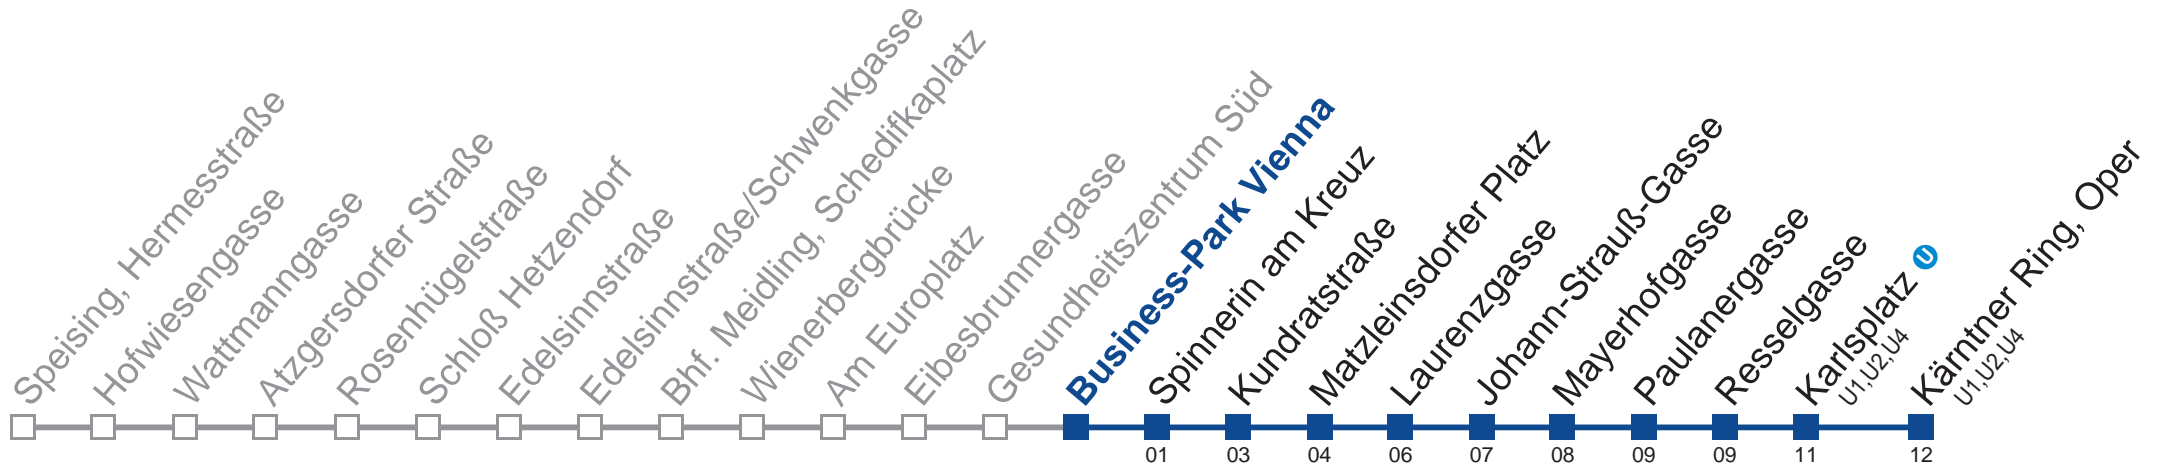 Speising, Hermesstraße
Hofwiesengasse
Wattmanngasse
Atzgersdorfer Straße
Rosenhügelstraße
Schloß Hetzendorf
Edelsinnstraße
Edelsinnstraße/Schwenkgasse
Bhf. Meidling, Schedifkaplatz
Wienerbergbrücke
Am Europlatz
Eibesbrunnergasse
Gesundheitszentrum Süd
Business-Park Vienna
Spinnerin am Kreuz
01
Kundratstraße
03
Matzleinsdorfer Platz
04
Laurenzgasse
06
Johann-Strauß-Gasse
07
Mayerhofgasse
08
Paulanergasse
09
Resselgasse
09
Karlsplatz U
U1,U2,U4
11
Kärntner Ring, Oper
U1,U2,U4
12